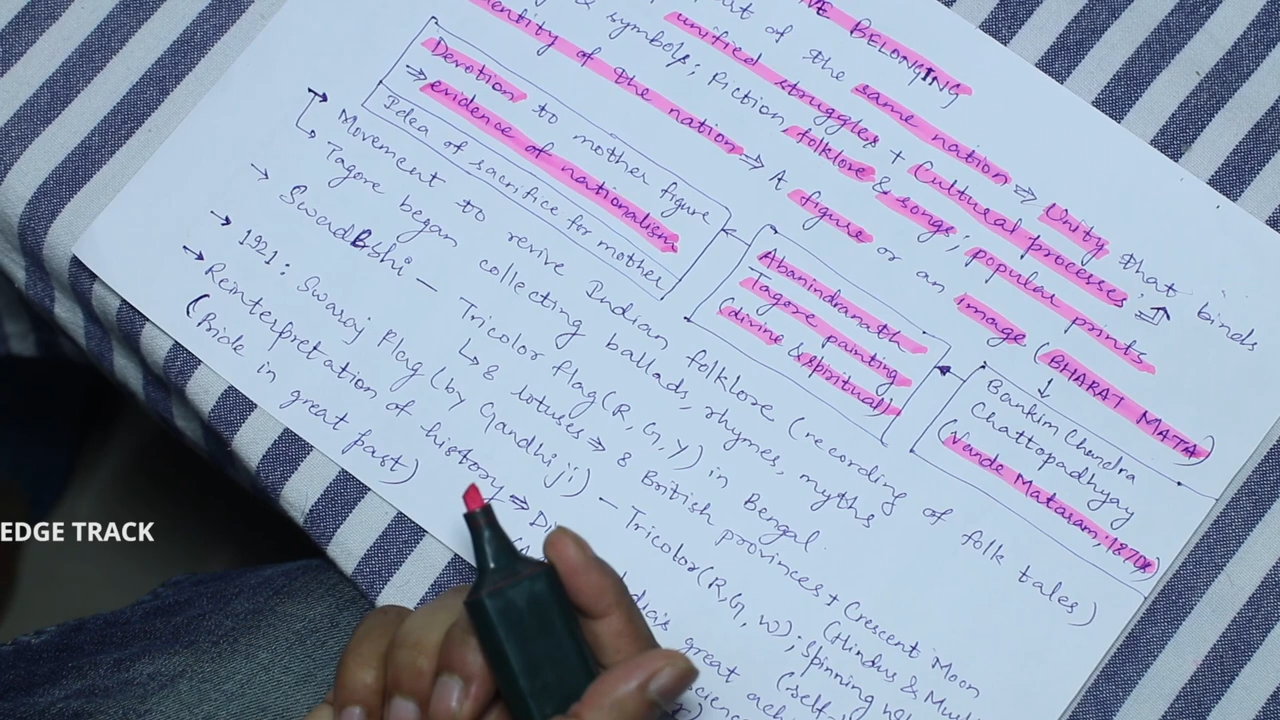 VE BELONGING
of the same nation ⇒ Unity that binds
unified struggles + Cultural processes;
& symbols; fiction, folklore & songs; popular prints
identity of the nation ⇒ A figure or an image (BHARAT MATA)
Bankim Chandra
Chattopadhyay
(Vande Mataram, 1870s)
Abanindranath
Tagore painting
(divine & spiritual)
Devotion to mother figure
⇒ evidence of nationalism
Idea of sacrifice for mother
→ Movement to revive Indian folklore (recording of folk tales)
Tagore began collecting ballads, rhymes, myths
→ Swadeshi – Tricolor flag (R, G, Y) in Bengal.
↳ 8 lotuses ⇒ 8 British provinces + Crescent Moon
(Hindus &
→ 1921: Swaraj Flag (by Gandhiji) – Tricolor (R, G, W); Spinning
(self-
→ Reinterpretation of history ⇒
(Pride in great past)
great
EDGE TRACK